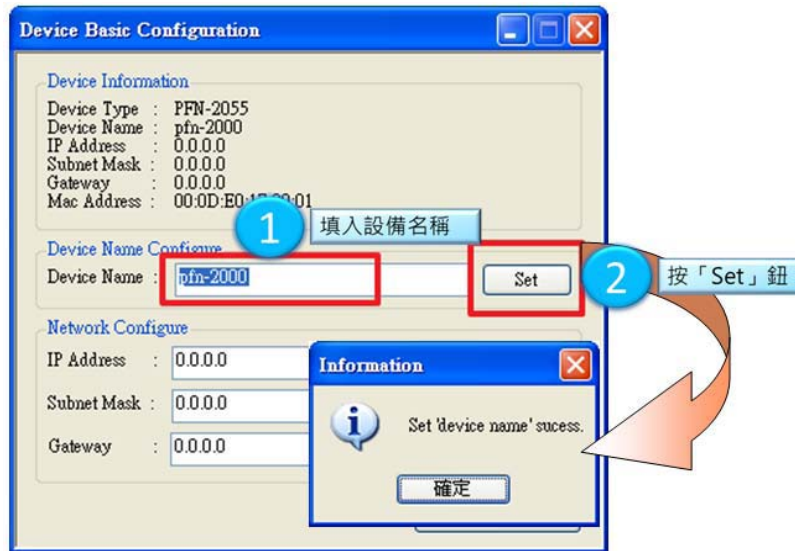 Device Basic Configuration
Device Information
Device Type : PFN-2055
Device Name : pfn-2000
IP Address : 0.0.0.0
Subnet Mask : 0.0.0.0
Gateway : 0.0.0.0
Mac Address : 00:0D:E0:
1
填入設備名稱
Device Name Configure
Device Name : pfn-2000
Set
2
按「Set」鈕
Network Configure
IP Address : 0.0.0.0
Subnet Mask : 0.0.0.0
Gateway : 0.0.0.0
Information
Set 'device name' sucess.
確定